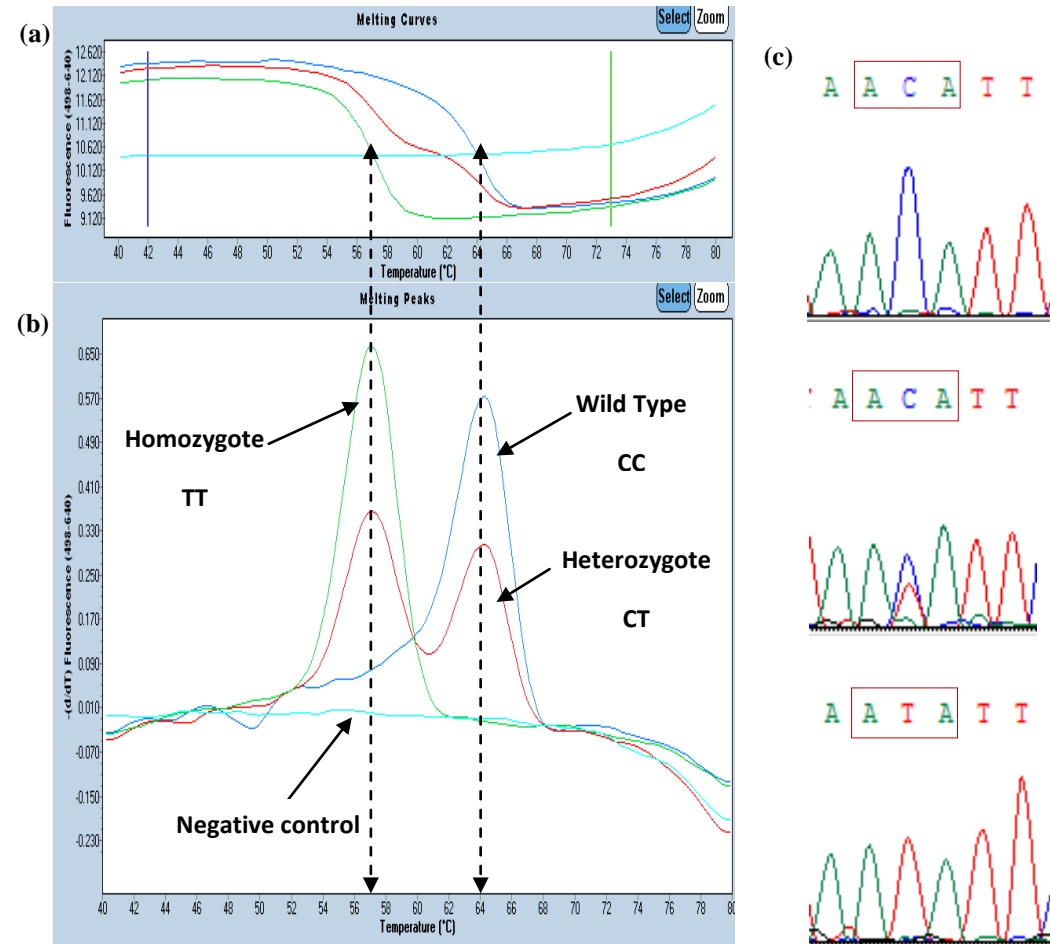 (a)
Melting Curves
Select Zoom
Fluorescence (498-640)
12.620
12.120
11.620
11.120
10.620
10.120
9.620
9.120
40 42 44 46 48 50 52 54 56 58 60 62 64 66 68 70 72 74 76 78 80
Temperature (°C)
(b)
Melting Peaks
Select Zoom
-(d/dT) Fluorescence (498-640)
0.650
0.570
0.490
0.410
0.330
0.250
0.170
0.090
0.010
-0.070
-0.150
-0.230
Homozygote
TT
Wild Type
CC
Heterozygote
CT
Negative control
40 42 44 46 48 50 52 54 56 58 60 62 64 66 68 70 72 74 76 78 80
Temperature (°C)
(c)
A A C A T T
A A C A T T
A A T A T T